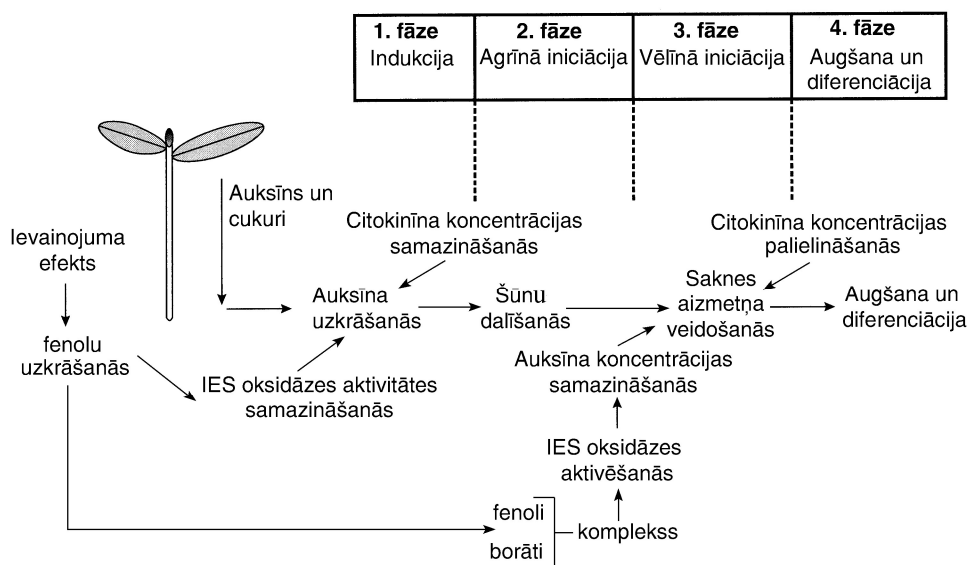 1. fāze
Indukcija
2. fāze
Agrīnā iniciācija
3. fāze
Vēlīnā iniciācija
4. fāze
Augšana un
diferenciācija
Auksīns un
cukuri
Ievainojuma
efekts
Citokinīna koncentrācijas
samazināšanās
Citokinīna koncentrācijas
palielināšanās
Auksīna
uzkrāšanās
Šūnu
dalīšanās
Saknes
aizmetņa
veidošanās
Augšana un
diferenciācija
fenolu
uzkrāšanās
IES oksidāzes aktivitātes
samazināšanās
Auksīna koncentrācijas
samazināšanās
IES oksidāzes
aktivēšanās
fenoli
borāti
komplekss